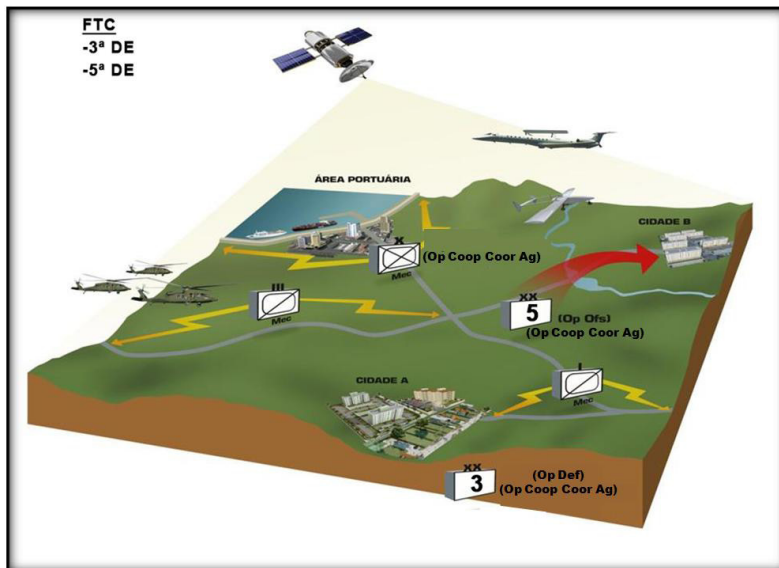 FTC
-3ª DE
-5ª DE
ÁREA PORTUÁRIA
CIDADE B
X
(Op Coop Coor Ag)
Mec
III
Mec
XX
5
(Op Ofs)
(Op Coop Coor Ag)
I
Mec
CIDADE A
XX
3
(Op Def)
(Op Coop Coor Ag)